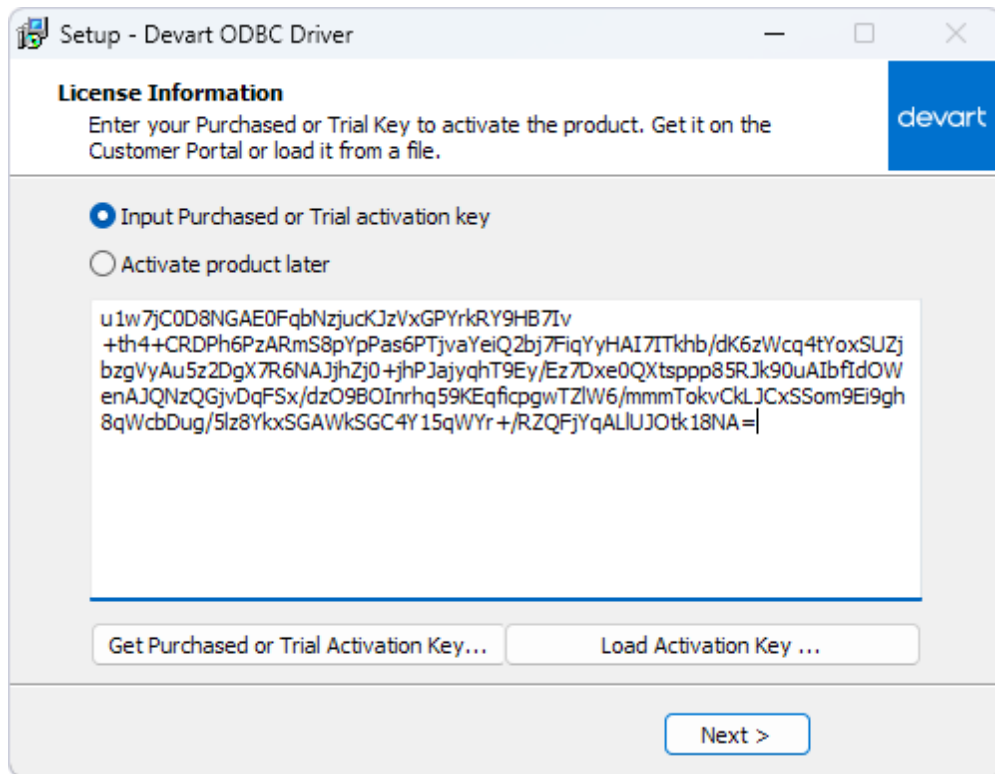 Setup - Devart ODBC Driver
License Information
Enter your Purchased or Trial Key to activate the product. Get it on the
Customer Portal or load it from a file.
devart
Input Purchased or Trial activation key
Activate product later
u1w7jC0D8NGAE0FqbNzjucKJzVxGPYrkRY9HB7Iv
+th4+CRDPh6PzARmS8pYpPas6PTjvaYeiQ2bj7FiqYyHAI7ITkhb/dK6zWcq4tYoxSUZj
bzgVyAu5z2DgX7R6NAJjhZj0+jhPJajyqhT9Ey/Ez7Dxe0QXtsppp85RJk90uAIbfIdOW
enAJQNzQGjvDqFSx/dzO9BOInrhq59KEqficpgwTZlW6/mmmTokvCkLJCxSSom9Ei9gh
8qWcbDug/5lz8YkxSGAWkSGC4Y15qWYr+/RZQFjYqALlUJOtk18NA=
Get Purchased or Trial Activation Key...
Load Activation Key ...
Next >